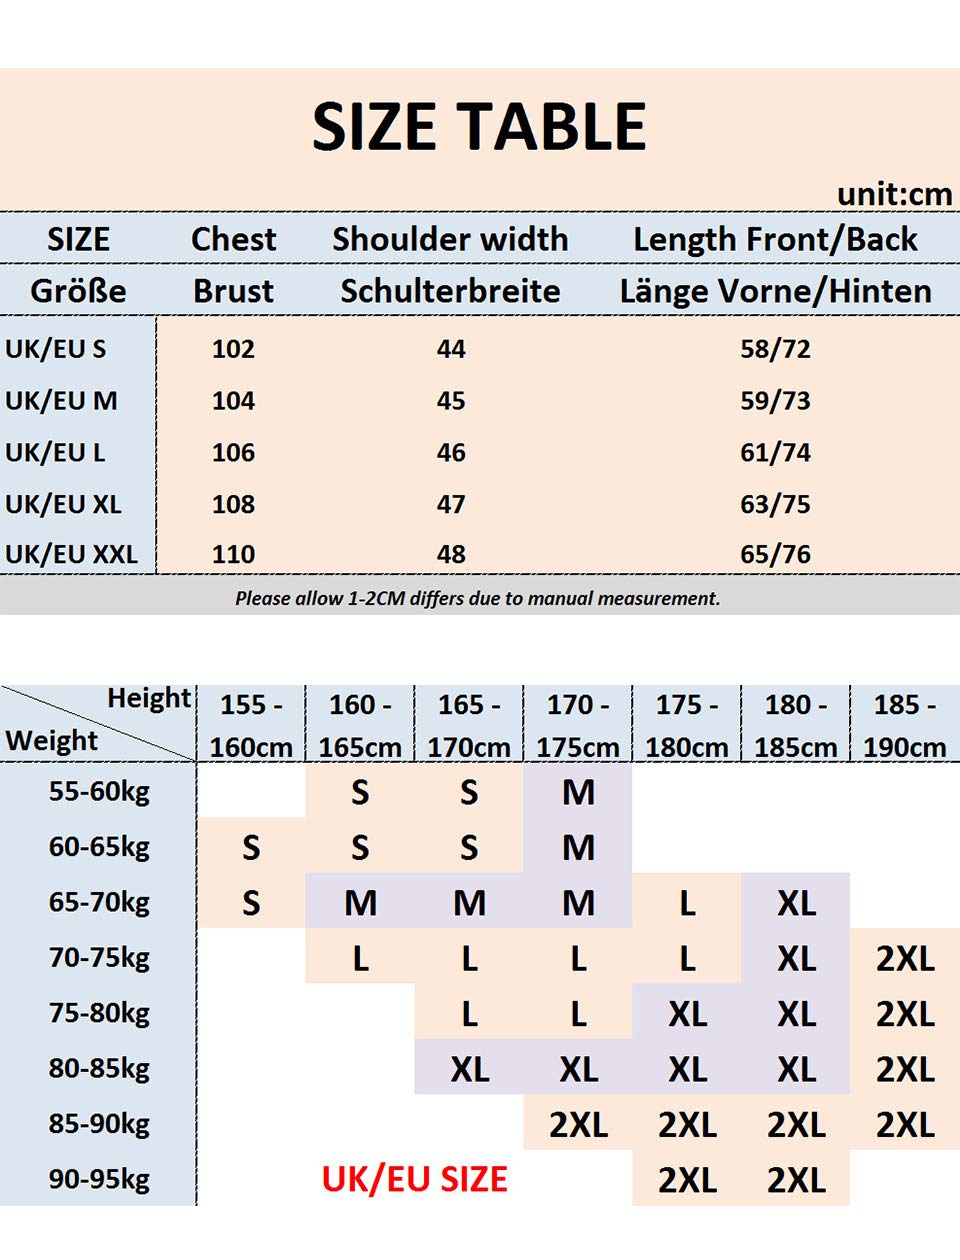 SIZE TABLE
unit:cm
SIZE Chest Shoulder width Length Front/Back
Größe Brust Schulterbreite Länge Vorne/Hinten
UK/EU S 102 44 58/72
UK/EU M 104 45 59/73
UK/EU L 106 46 61/74
UK/EU XL 108 47 63/75
UK/EU XXL 110 48 65/76
Please allow 1-2CM differs due to manual measurement.
Height 155 - 160 - 165 - 170 - 175 - 180 - 185 -
Weight 160cm 165cm 170cm 175cm 180cm 185cm 190cm
55-60kg S S M
60-65kg S S S M
65-70kg S M M M L XL
70-75kg L L L L XL 2XL
75-80kg L L XL XL 2XL
80-85kg XL XL XL XL 2XL
85-90kg 2XL 2XL 2XL 2XL
90-95kg UK/EU SIZE 2XL 2XL